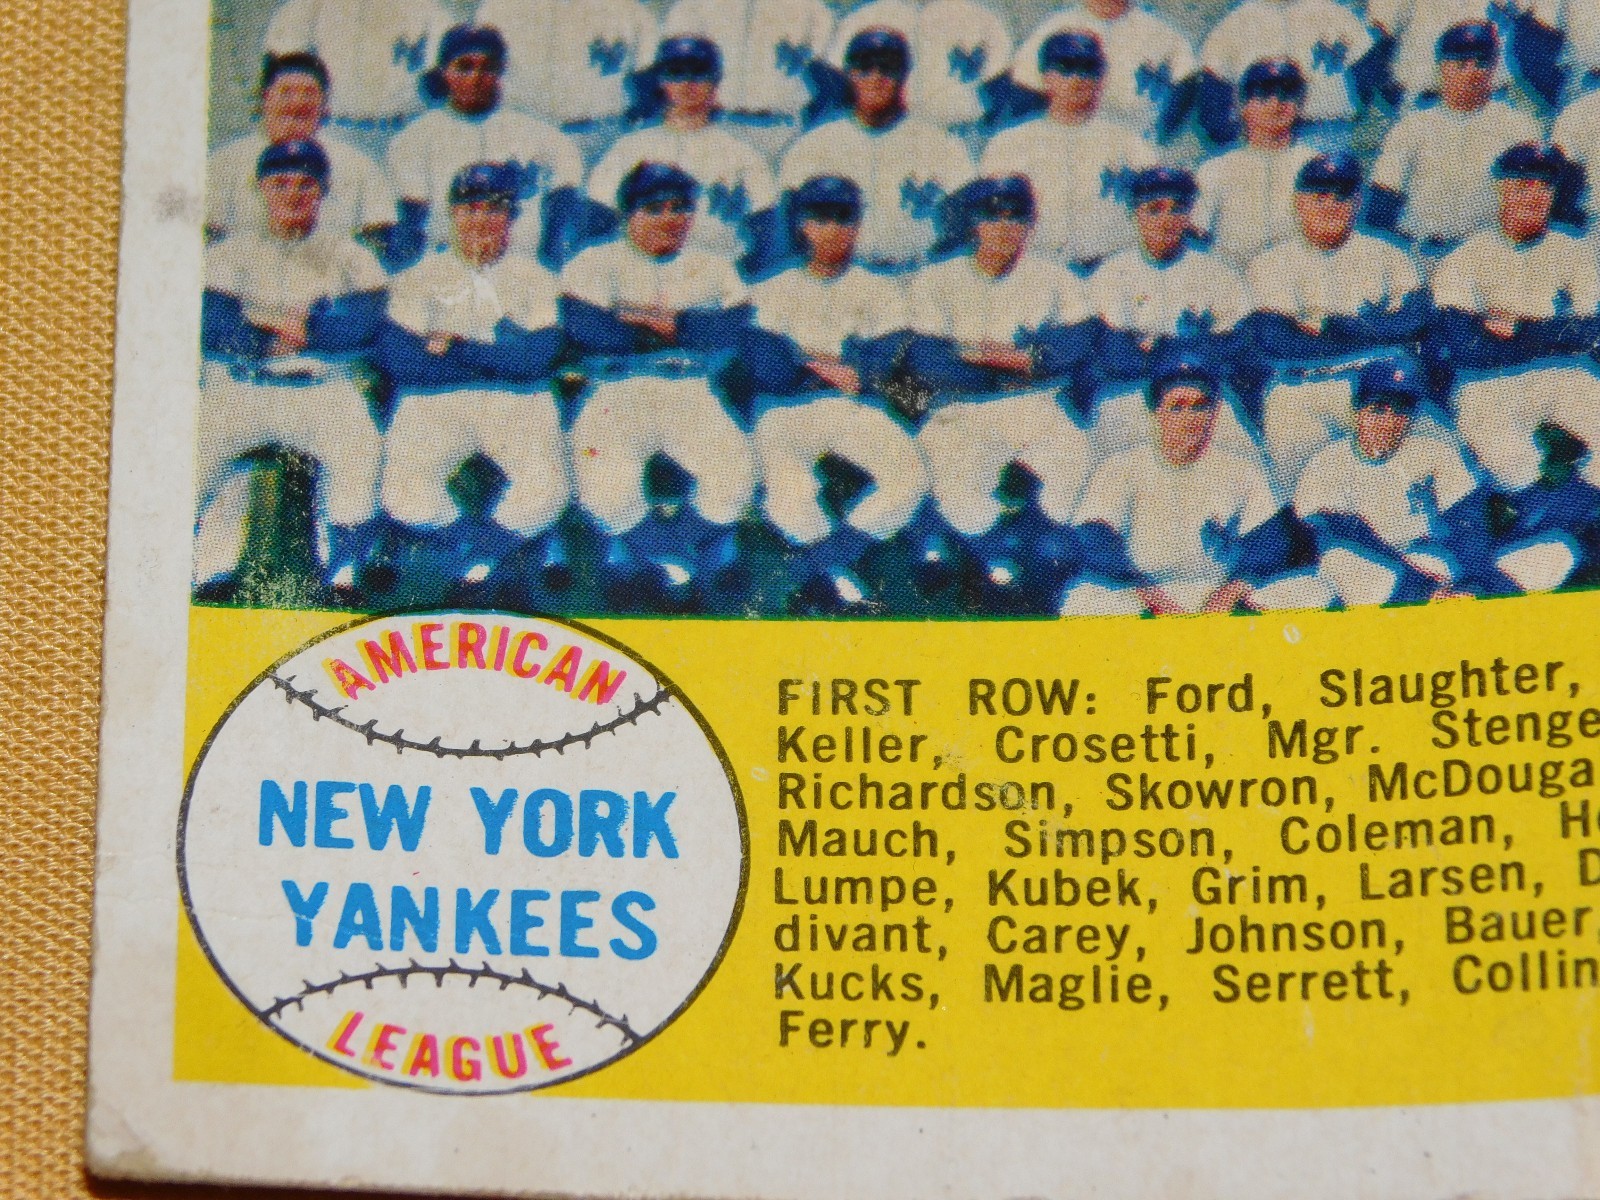 AMERICAN
NEW YORK
YANKEES
LEAGUE
FIRST ROW: Ford, Slaughter,
Keller, Crosetti, Mgr. Stenge
Richardson, Skowron, McDouga
Mauch, Simpson, Coleman, Ho
Lumpe, Kubek, Grim, Larsen, D
divant, Carey, Johnson, Bauer,
Kucks, Maglie, Serrett, Collin
Ferry.